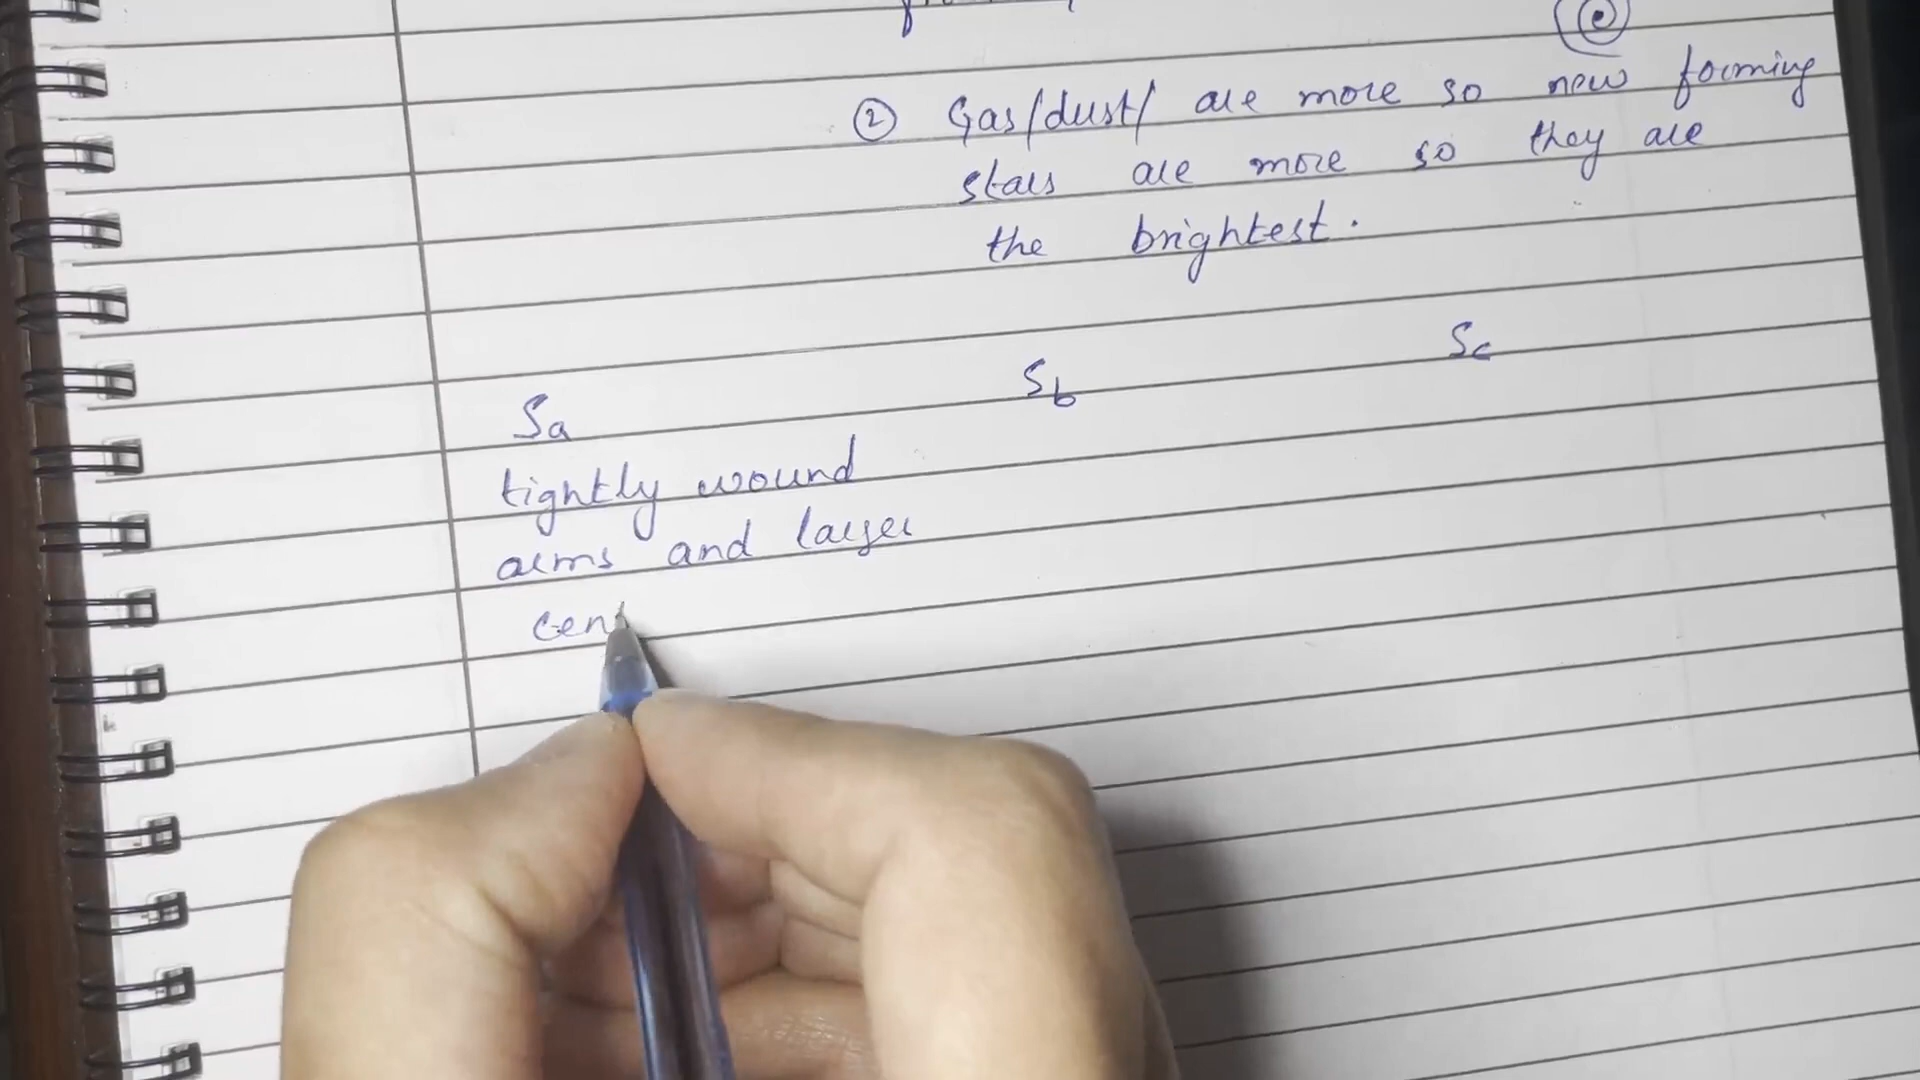 ② Gas/dust/ are more so new forming
stars are more so they are
the brightest.
Sa Sb Sc
tightly wound
arms and larger
cent